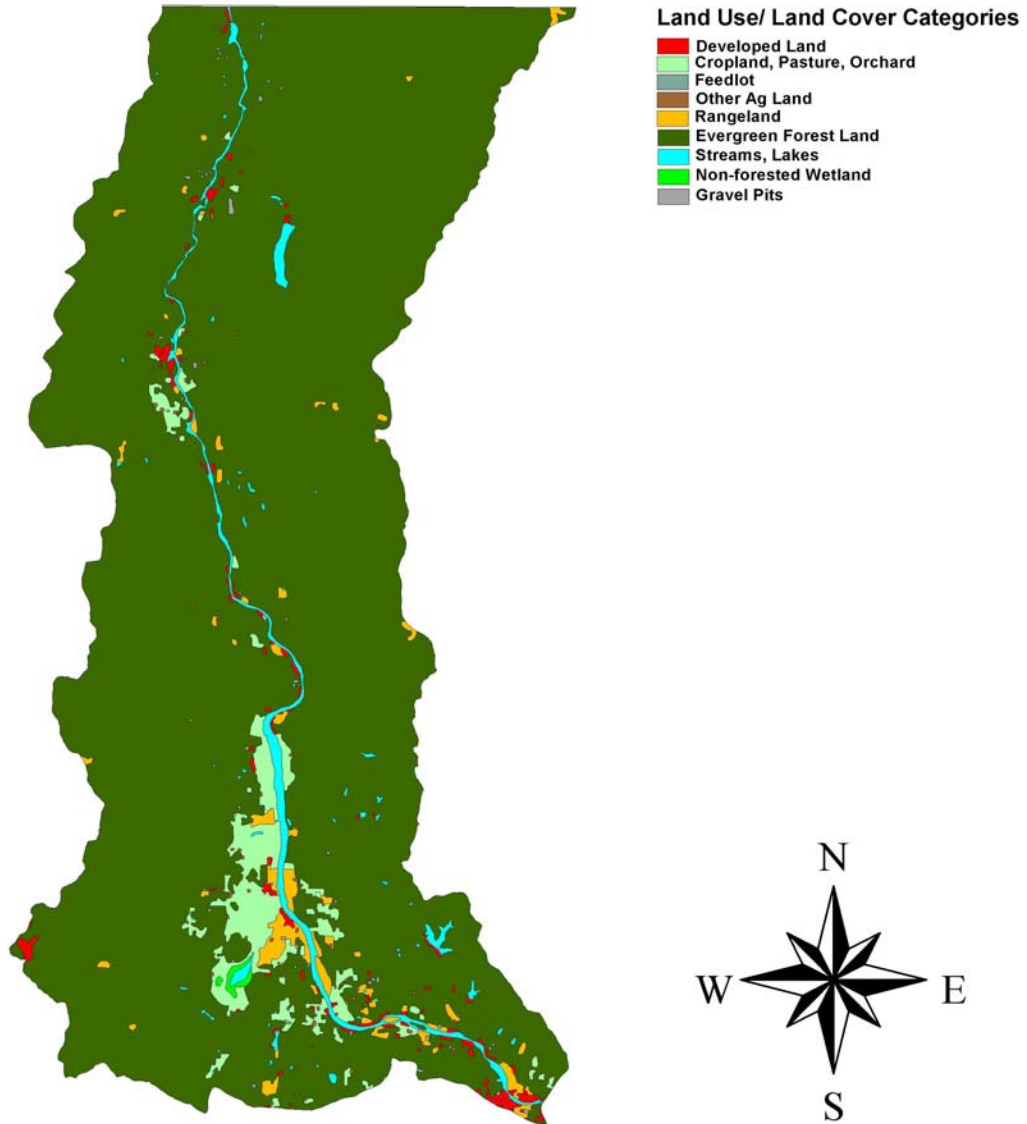 Land Use/ Land Cover Categories
Developed Land
Cropland, Pasture, Orchard
Feedlot
Other Ag Land
Rangeland
Evergreen Forest Land
Streams, Lakes
Non-forested Wetland
Gravel Pits
N
W E
S